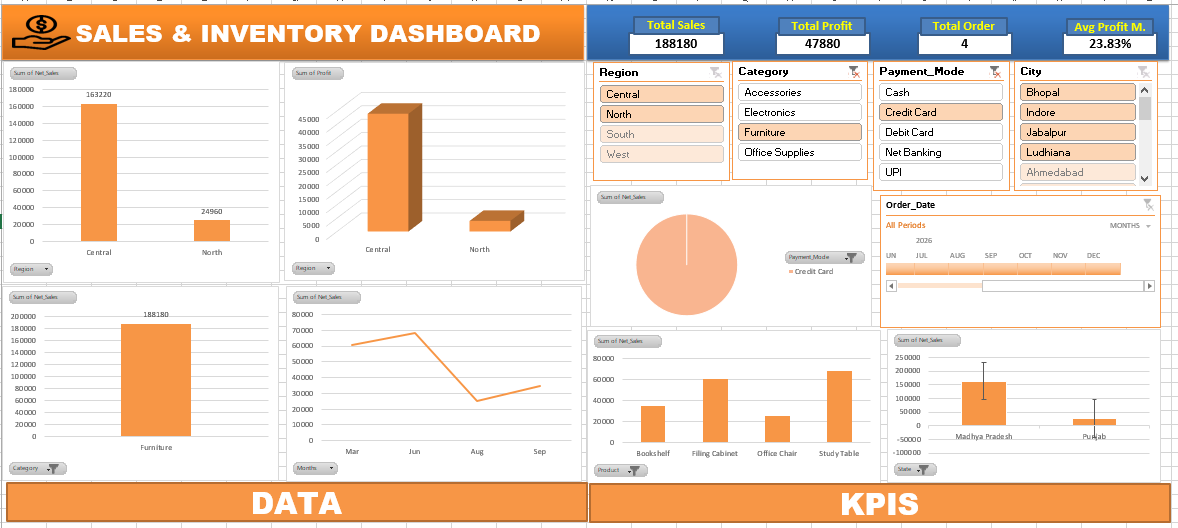 SALES & INVENTORY DASHBOARD
Total Sales
188180
Total Profit
47880
Total Order
4
Avg Profit M.
23.83%
Sum of Net_Sales
180000
160000
140000
120000
100000
80000
60000
40000
20000
0
163220
24960
Central
North
Region
Sum of Profit
45000
40000
35000
30000
25000
20000
15000
10000
5000
0
Central
North
Region
Region
Central
North
South
West
Category
Accessories
Electronics
Furniture
Office Supplies
Payment_Mode
Cash
Credit Card
Debit Card
Net Banking
UPI
City
Bhopal
Indore
Jabalpur
Ludhiana
Ahmedabad
Sum of Net_Sales
Payment_Mode
Credit Card
Order_Date
All Periods
MONTHS
2026
UN
JUL
AUG
SEP
OCT
NOV
DEC
Sum of Net_Sales
200000
180000
160000
140000
120000
100000
80000
60000
40000
20000
0
188180
Furniture
Category
Sum of Net_Sales
80000
70000
60000
50000
40000
30000
20000
10000
0
Mar
Jun
Aug
Sep
Months
Sum of Net_Sales
80000
60000
40000
20000
0
Bookshelf
Filing Cabinet
Office Chair
Study Table
Product
Sum of Net_Sales
250000
200000
150000
100000
50000
0
-50000
-100000
Madhya Pradesh
Punjab
State
DATA
KPIS